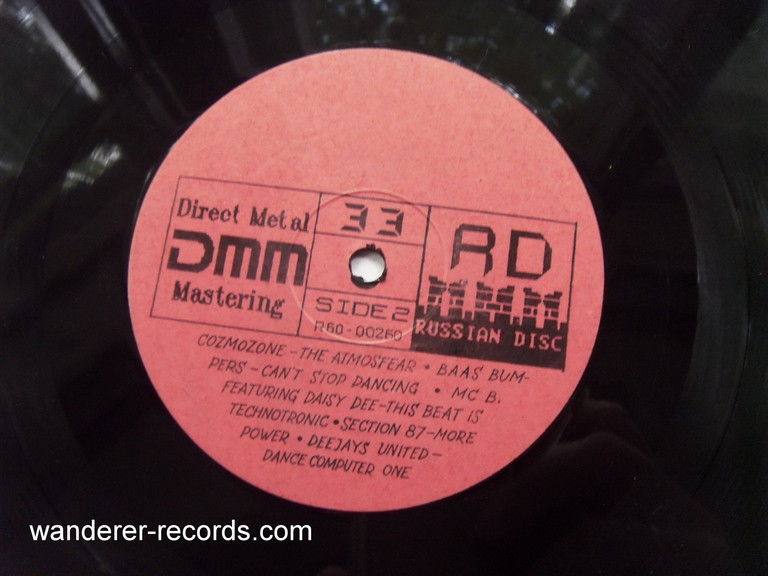 Direct Metal
DMM
Mastering
33
SIDE 2
R60-00260
RD
RUSSIAN DISC
COZMOZONE - THE ATMOSFEAR • BAAS BUM-
PERS - CAN'T STOP DANCING • MC B.
FEATURING DAISY DEE - THIS BEAT IS
TECHNOTRONIC • SECTION 87 - MORE
POWER • DEEJAYS UNITED -
DANCE COMPUTER ONE
wanderer-records.com